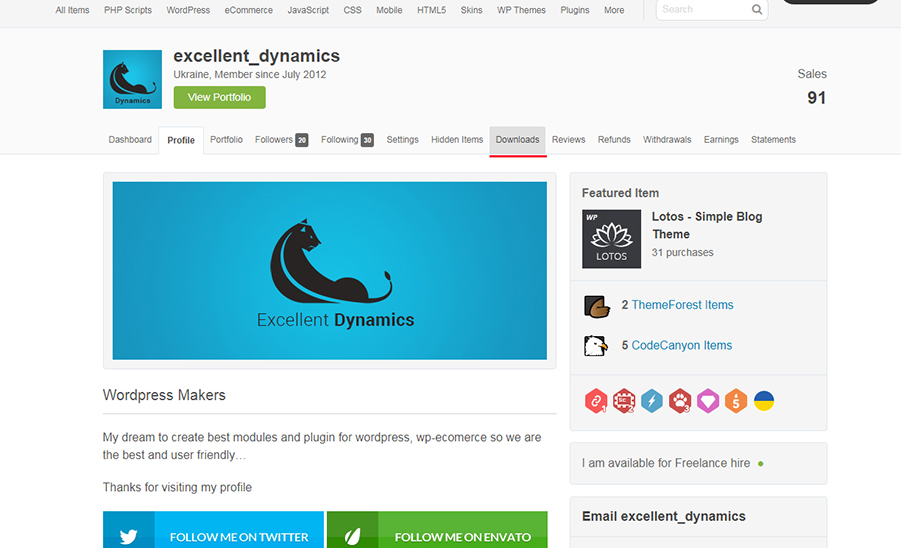 All Items PHP Scripts WordPress eCommerce JavaScript CSS Mobile HTML5 Skins WP Themes Plugins More Search
excellent_dynamics
Ukraine, Member since July 2012
View Portfolio
Sales
91
Dynamics
Dashboard Profile Portfolio Followers 20 Following 30 Settings Hidden Items Downloads Reviews Refunds Withdrawals Earnings Statements
Excellent Dynamics
Wordpress Makers
My dream to create best modules and plugin for wordpress, wp-ecomerse so we are
the best and user friendly…
Thanks for visiting my profile
FOLLOW ME ON TWITTER FOLLOW ME ON ENVATO
Featured Item
WP
LOTOS
Lotos - Simple Blog
Theme
31 purchases
2 ThemeForest Items
5 CodeCanyon Items
1 2 3 5
I am available for Freelance hire
Email excellent_dynamics